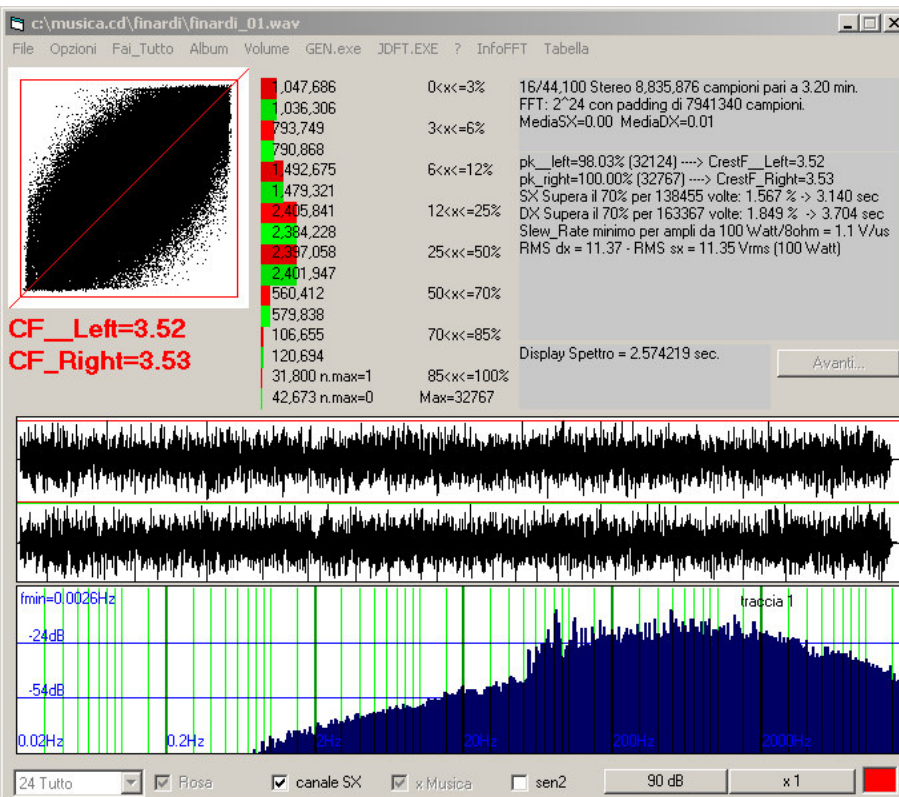 c:\musica.cd\finardi\finardi_01.wav
File Opzioni Fai_Tutto Album Volume GEN.exe JDFT.EXE ? InfoFFT Tabella
1,047,686 0<x<=3%
1,036,306
793,749 3<x<=6%
790,868
1,492,675 6<x<=12%
1,479,321
2,405,841 12<x<=25%
2,384,228
2,397,058 25<x<=50%
2,401,947
560,412 50<x<=70%
579,838
106,655 70<x<=85%
120,694
31,800 n.max=1 85<x<=100%
42,673 n.max=0 Max=32767
16/44,100 Stereo 8,835,876 campioni pari a 3.20 min.
FFT: 2^24 con padding di 7941340 campioni.
MediaSX=0.00 MediaDX=0.01
pk__left=98.03% (32124) ----> CrestF__Left=3.52
pk_right=100.00% (32767) ----> CrestF_Right=3.53
SX Supera il 70% per 138455 volte: 1.567 % -> 3.140 sec
DX Supera il 70% per 163367 volte: 1.849 % -> 3.704 sec
Slew_Rate minimo per ampli da 100 Watt/8ohm = 1.1 V/us
RMS dx = 11.37 - RMS sx = 11.35 Vrms (100 Watt)
CF__Left=3.52
CF_Right=3.53
Display Spettro = 2.574219 sec.
Avanti...
fmin=0.0026Hz
traccia 1
-24dB
-54dB
0.02Hz 0.2Hz 2Hz 20Hz 200Hz 2000Hz
24 Tutto Rosa canale SX x Musica sen2 90 dB x 1